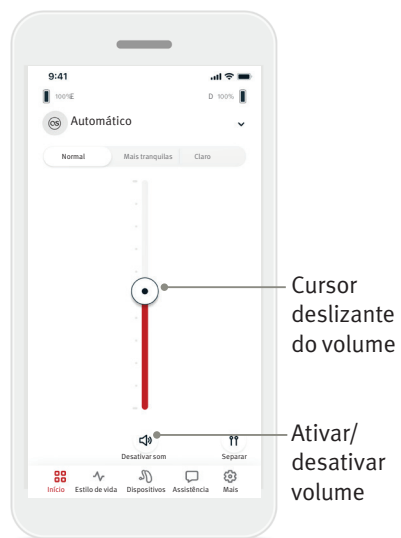 9:41
100% E
D 100%
OS Automático
Normal
Mais tranquilas
Claro
Cursor
deslizante
do volume
Ativar/
desativar
volume
Desativar som
Separar
Início
Estilo de vida
Dispositivos
Assistência
Mais